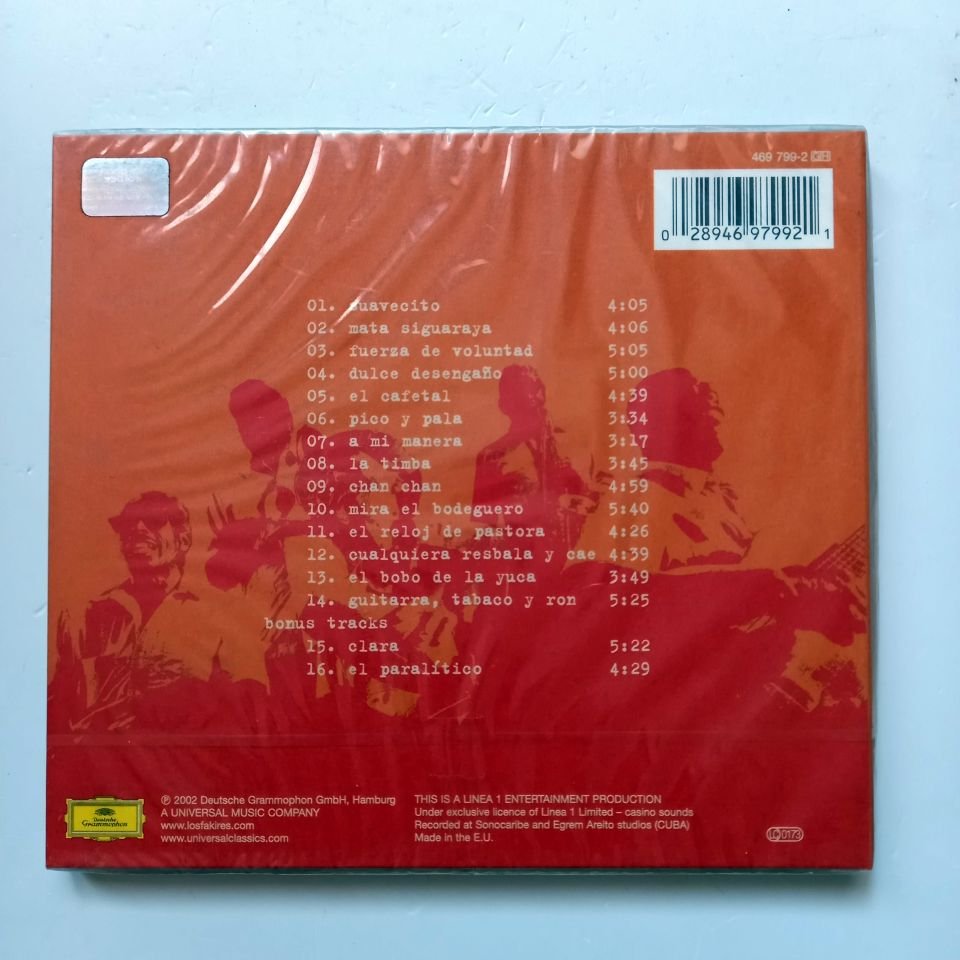 469 799-2 GH
0 28946 97992 1
01. suavecito 4:05
02. mata siguaraya 4:06
03. fuerza de voluntad 5:05
04. dulce desengaño 5:00
05. el cafetal 4:39
06. pico y pala 3:34
07. a mi manera 3:17
08. la timba 3:45
09. chan chan 4:59
10. mira el bodeguero 5:40
11. el reloj de pastora 4:26
12. cualquiera resbala y cae 4:39
13. el bobo de la yuca 3:49
14. guitarra, tabaco y ron 5:25
bonus tracks
15. clara 5:22
16. el paralítico 4:29
Deutsche
Grammophon
℗ 2002 Deutsche Grammophon GmbH, Hamburg
A UNIVERSAL MUSIC COMPANY
www.losfakires.com
www.universalclassics.com
THIS IS A LINEA 1 ENTERTAINMENT PRODUCTION
Under exclusive licence of Linea 1 Limited – casino sounds
Recorded at Sonocaribe and Egrem Areito studios (CUBA)
Made in the E.U.
LC 0173